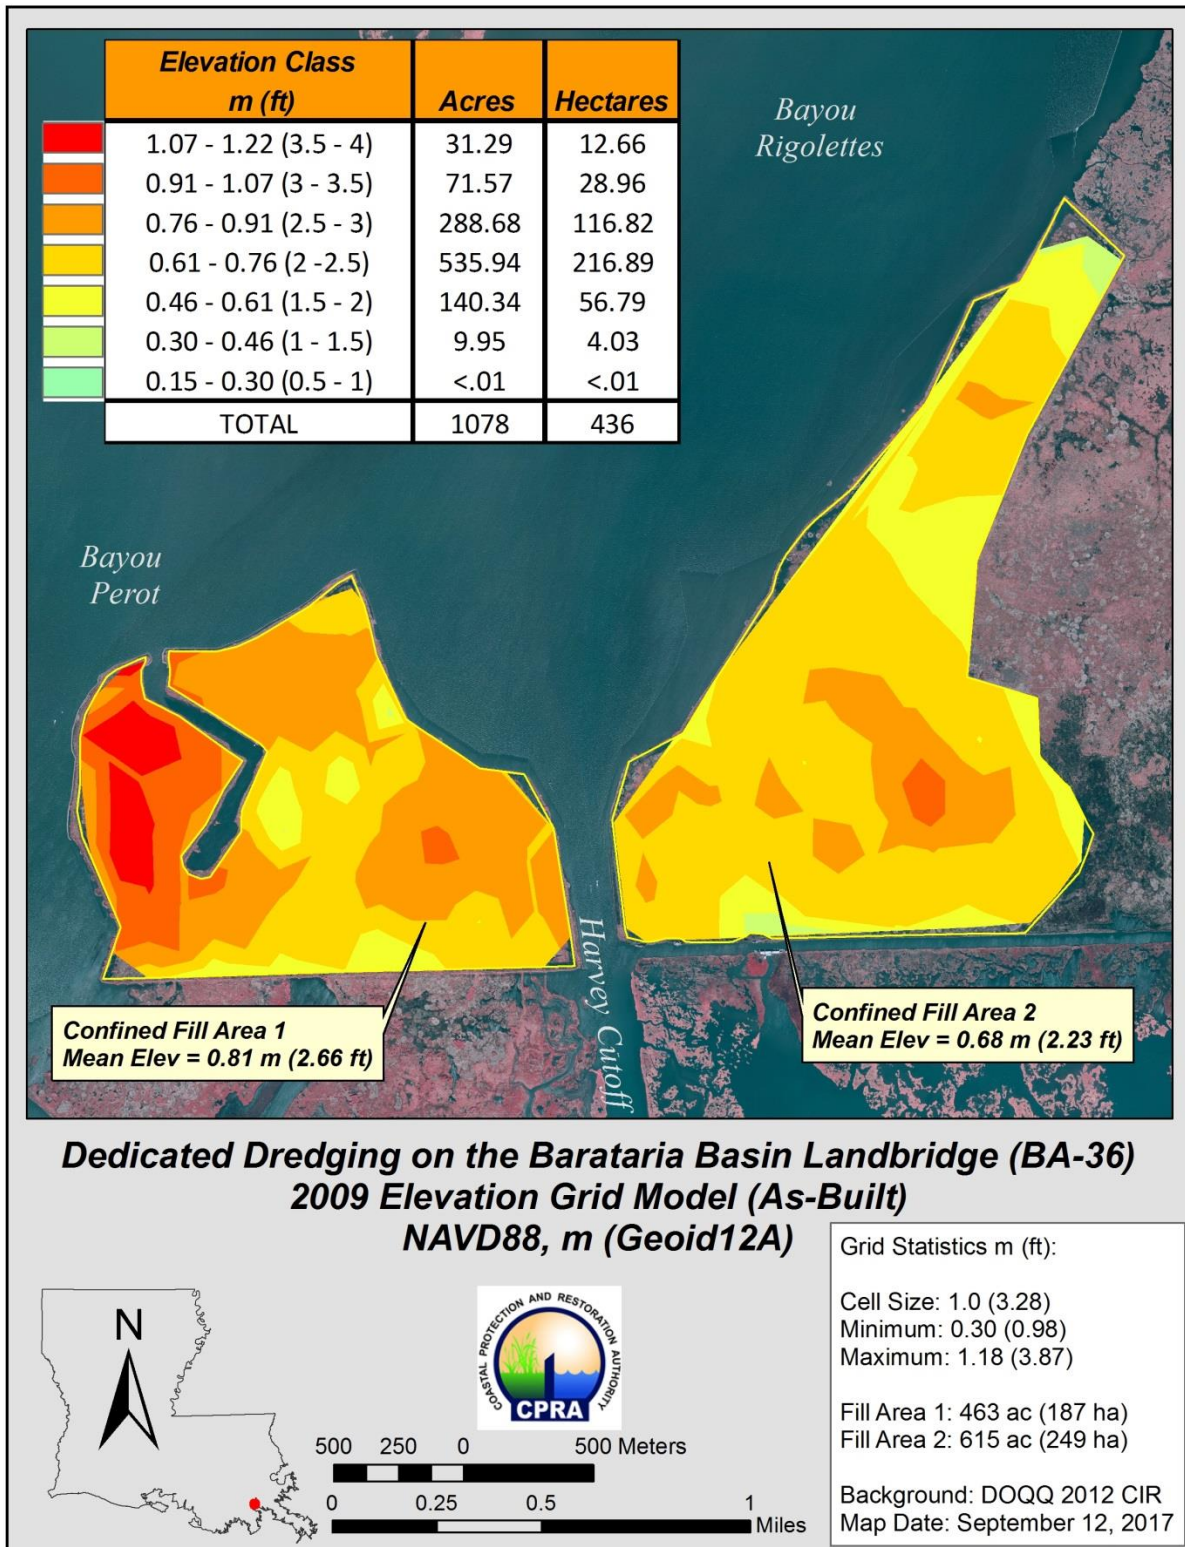 Elevation Class
m (ft) Acres Hectares
1.07 - 1.22 (3.5 - 4) 31.29 12.66
0.91 - 1.07 (3 - 3.5) 71.57 28.96
0.76 - 0.91 (2.5 - 3) 288.68 116.82
0.61 - 0.76 (2 -2.5) 535.94 216.89
0.46 - 0.61 (1.5 - 2) 140.34 56.79
0.30 - 0.46 (1 - 1.5) 9.95 4.03
0.15 - 0.30 (0.5 - 1) <.01 <.01
TOTAL 1078 436
Bayou
Rigolettes
Bayou
Perot
Harvey Cutoff
Confined Fill Area 1
Mean Elev = 0.81 m (2.66 ft)
Confined Fill Area 2
Mean Elev = 0.68 m (2.23 ft)
Dedicated Dredging on the Barataria Basin Landbridge (BA-36)
2009 Elevation Grid Model (As-Built)
NAVD88, m (Geoid12A)
N
COASTAL PROTECTION AND RESTORATION AUTHORITY
CPRA
500 250 0 500 Meters
0 0.25 0.5 1
Miles
Grid Statistics m (ft):
Cell Size: 1.0 (3.28)
Minimum: 0.30 (0.98)
Maximum: 1.18 (3.87)
Fill Area 1: 463 ac (187 ha)
Fill Area 2: 615 ac (249 ha)
Background: DOQQ 2012 CIR
Map Date: September 12, 2017